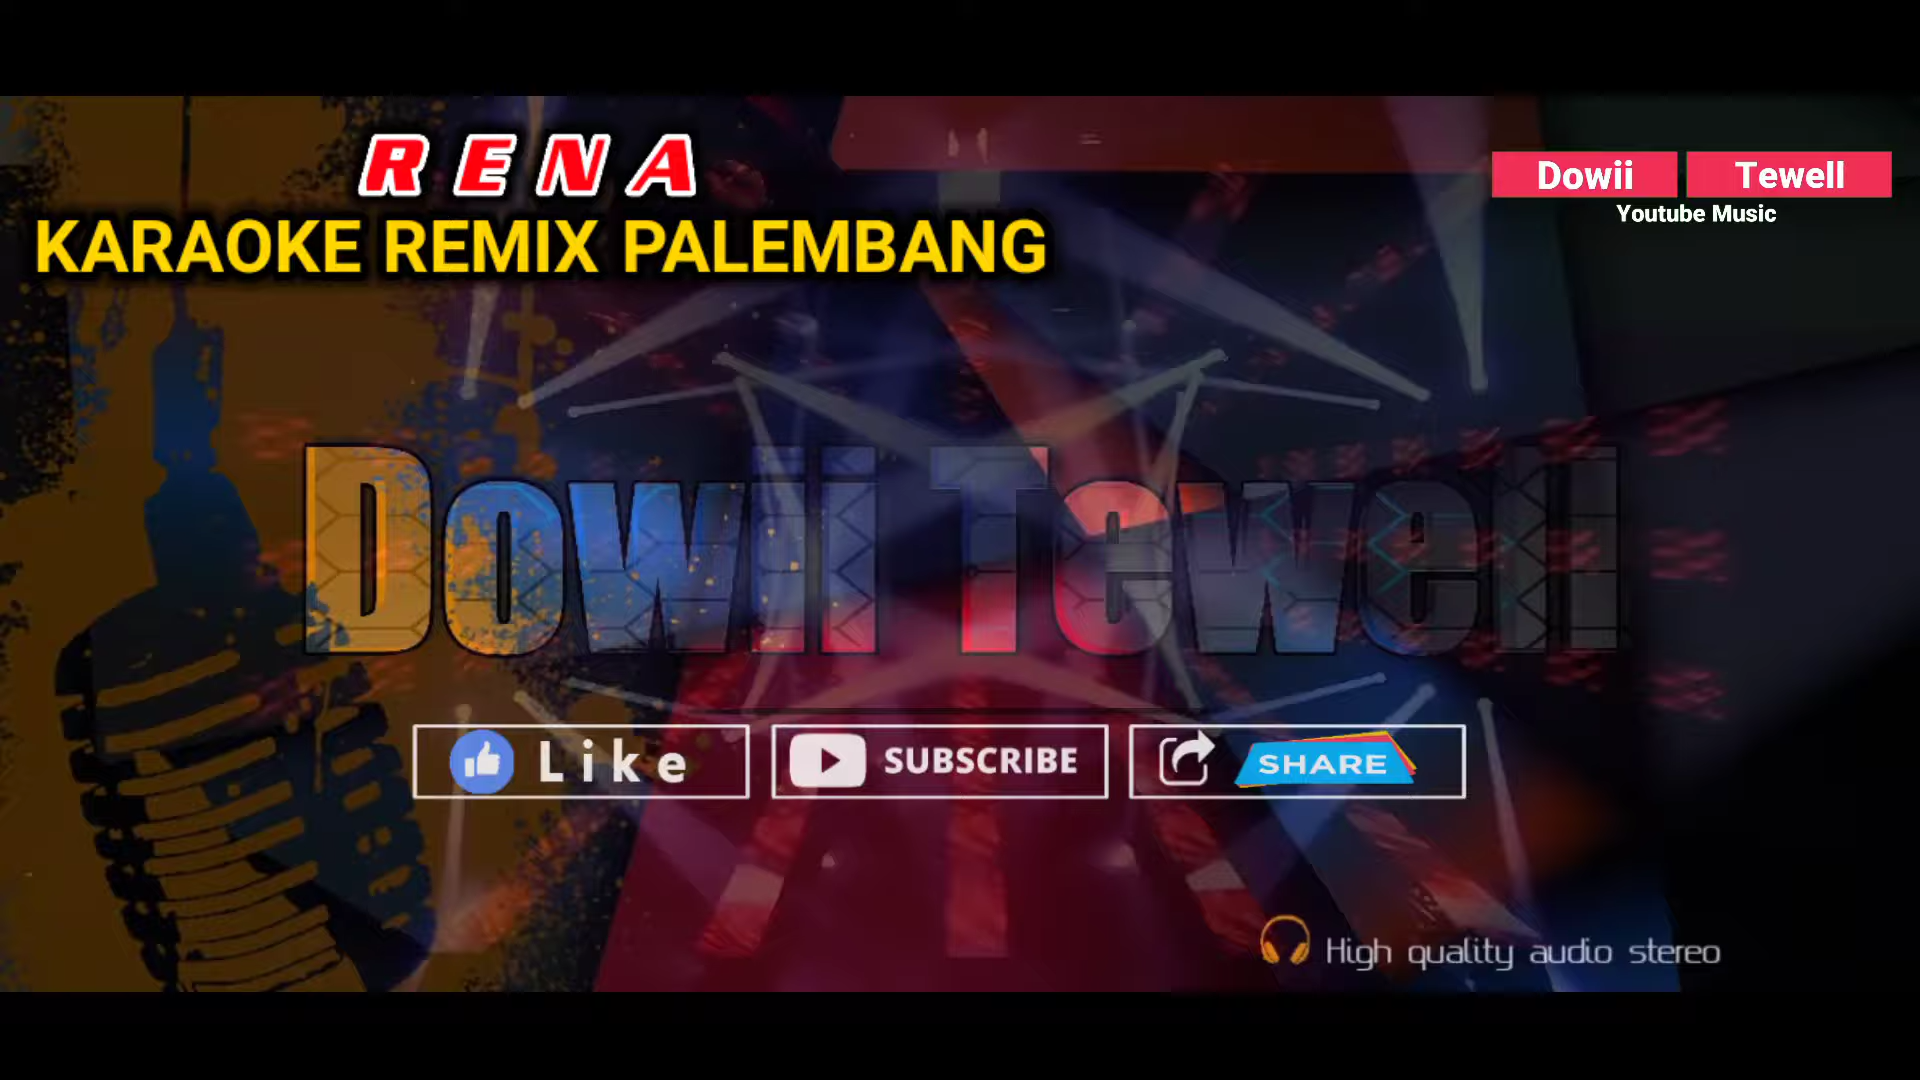 RENA
KARAOKE REMIX PALEMBANG
Dowii Tewell
Youtube Music
Dowii Tewell
Like
SUBSCRIBE
SHARE
High quality audio stereo